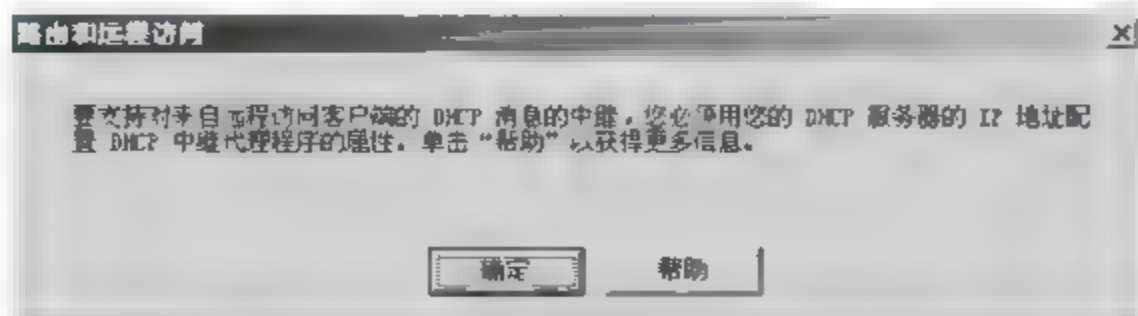 路由和远程访问
要支持对来自远程访问客户端的 DHCP 消息的中继，您必须用您的 DHCP 服务器的 IP 地址配
置 DHCP 中继代理程序的属性。单击“帮助”以获得更多信息。
确定 帮助